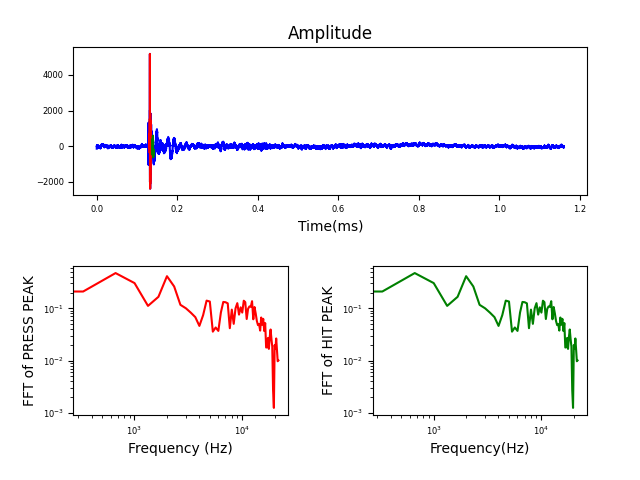 Amplitude
4000
2000
0
−2000
0.0 0.2 0.4 0.6 0.8 1.0 1.2
Time(ms)
FFT of PRESS PEAK
10⁻¹
10⁻²
10⁻³
10³ 10⁴
Frequency (Hz)
FFT of HIT PEAK
10⁻¹
10⁻²
10⁻³
10³ 10⁴
Frequency(Hz)